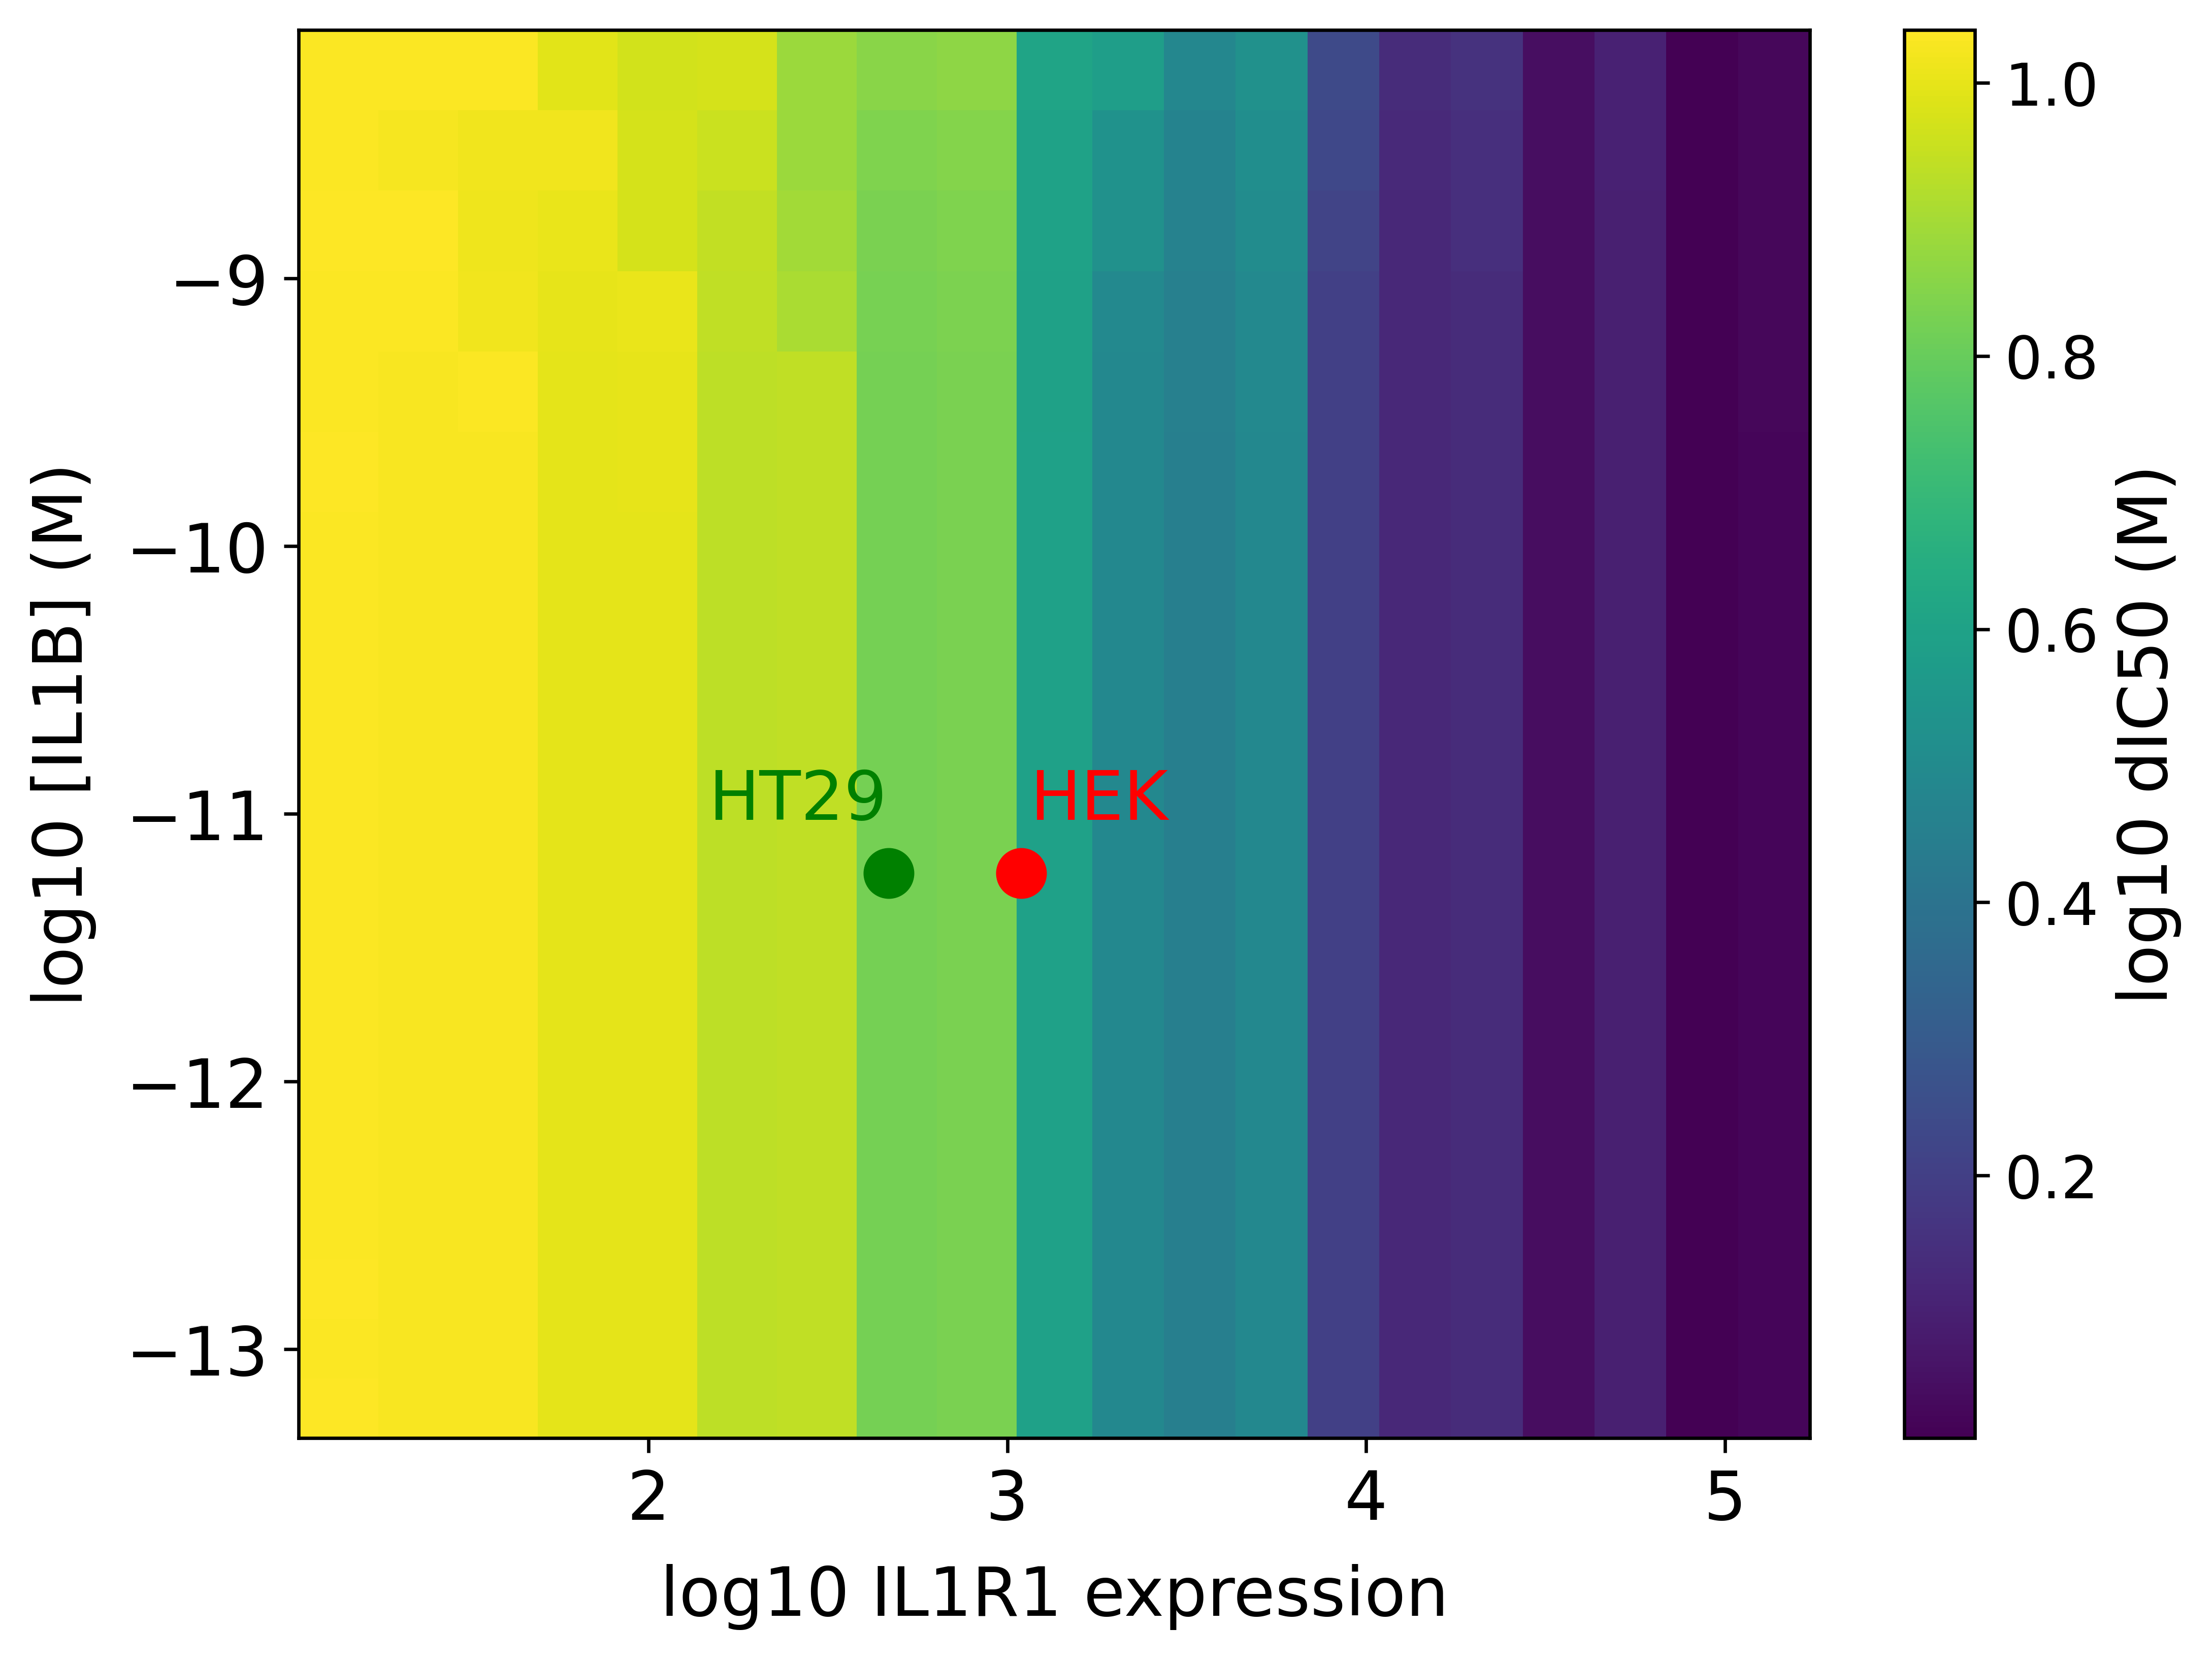 log10 [IL1B] (M)
−9
−10
−11
−12
−13
HT29
HEK
2
3
4
5
log10 IL1R1 expression
1.0
0.8
0.6
0.4
0.2
log10 dIC50 (M)